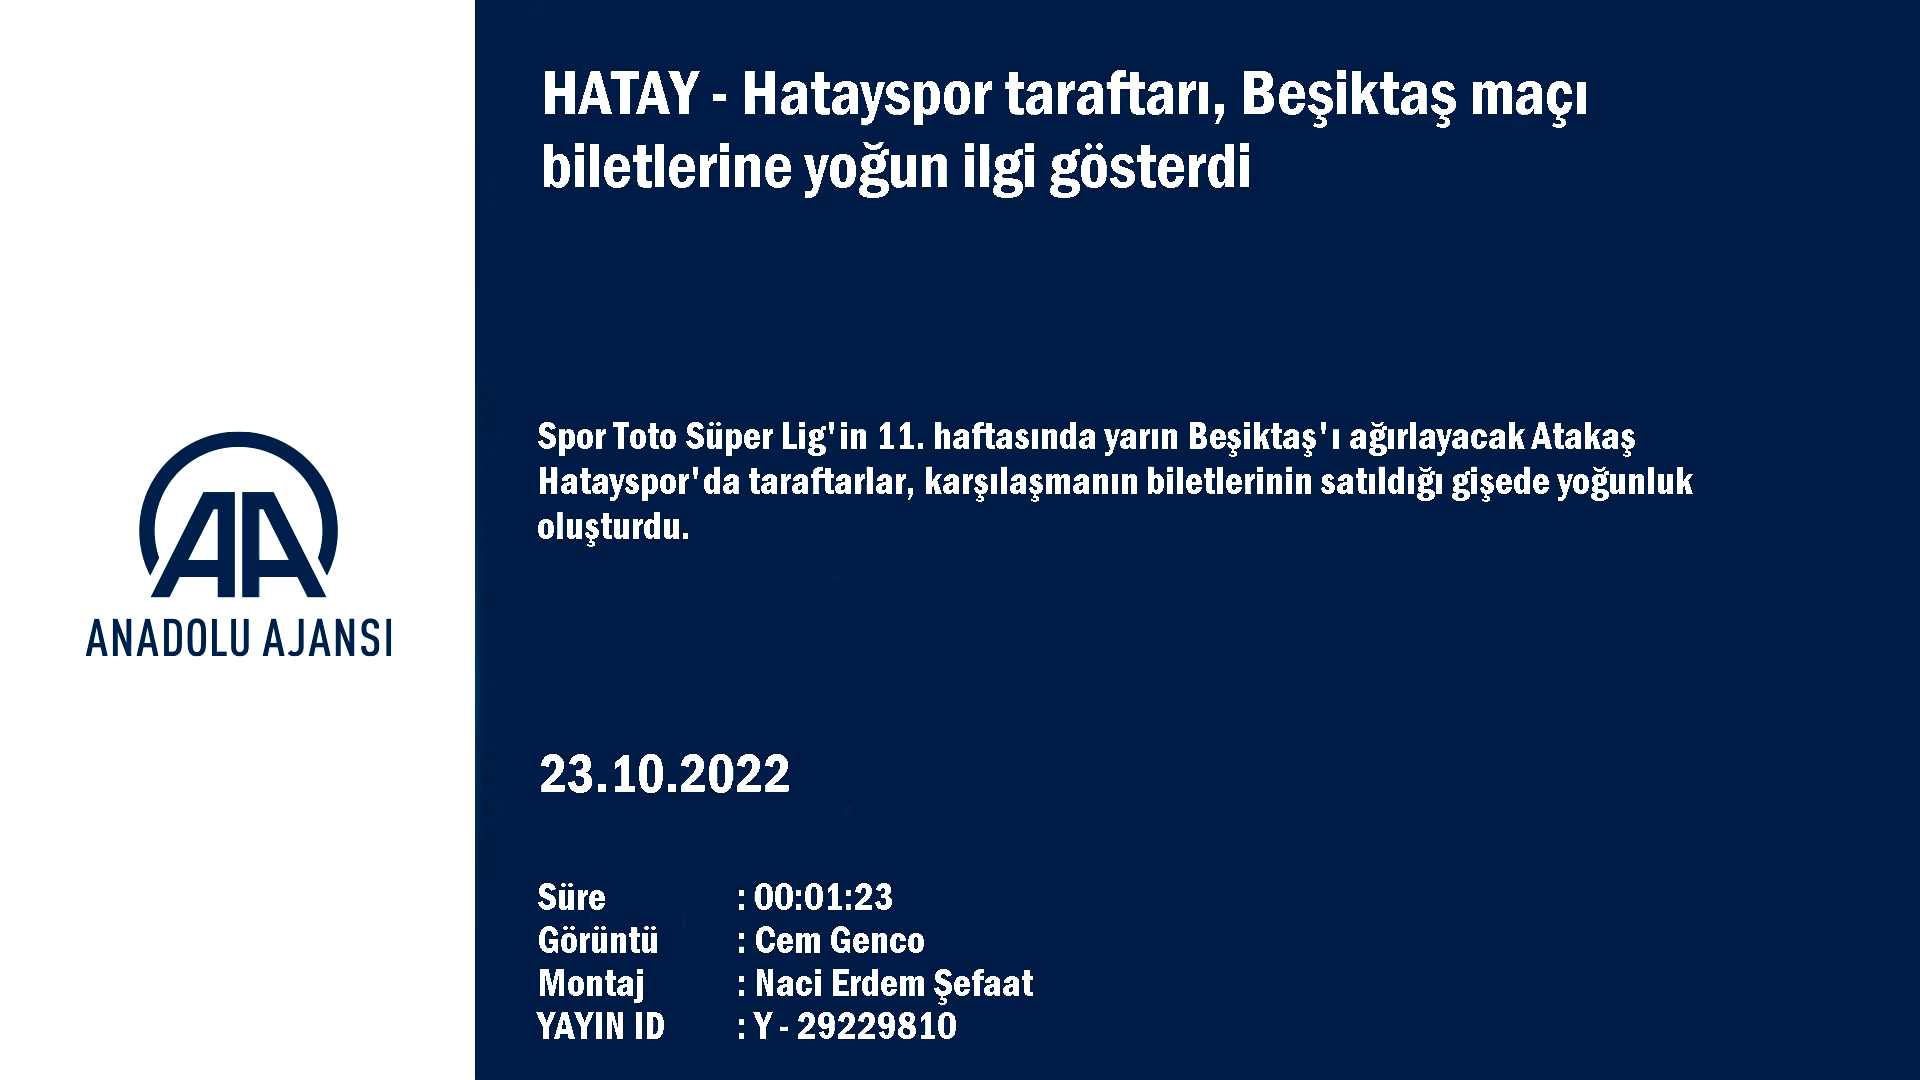 HATAY - Hatayspor taraftarı, Beşiktaş maçı
biletlerine yoğun ilgi gösterdi
Spor Toto Süper Lig'in 11. haftasında yarın Beşiktaş'ı ağırlayacak Atakaş
Hatayspor'da taraftarlar, karşılaşmanın biletlerinin satıldığı gişede yoğunluk
oluşturdu.
AA
ANADOLU AJANSI
23.10.2022
Süre : 00:01:23
Görüntü : Cem Genco
Montaj : Naci Erdem Şefaat
YAYIN ID : Y - 29229810